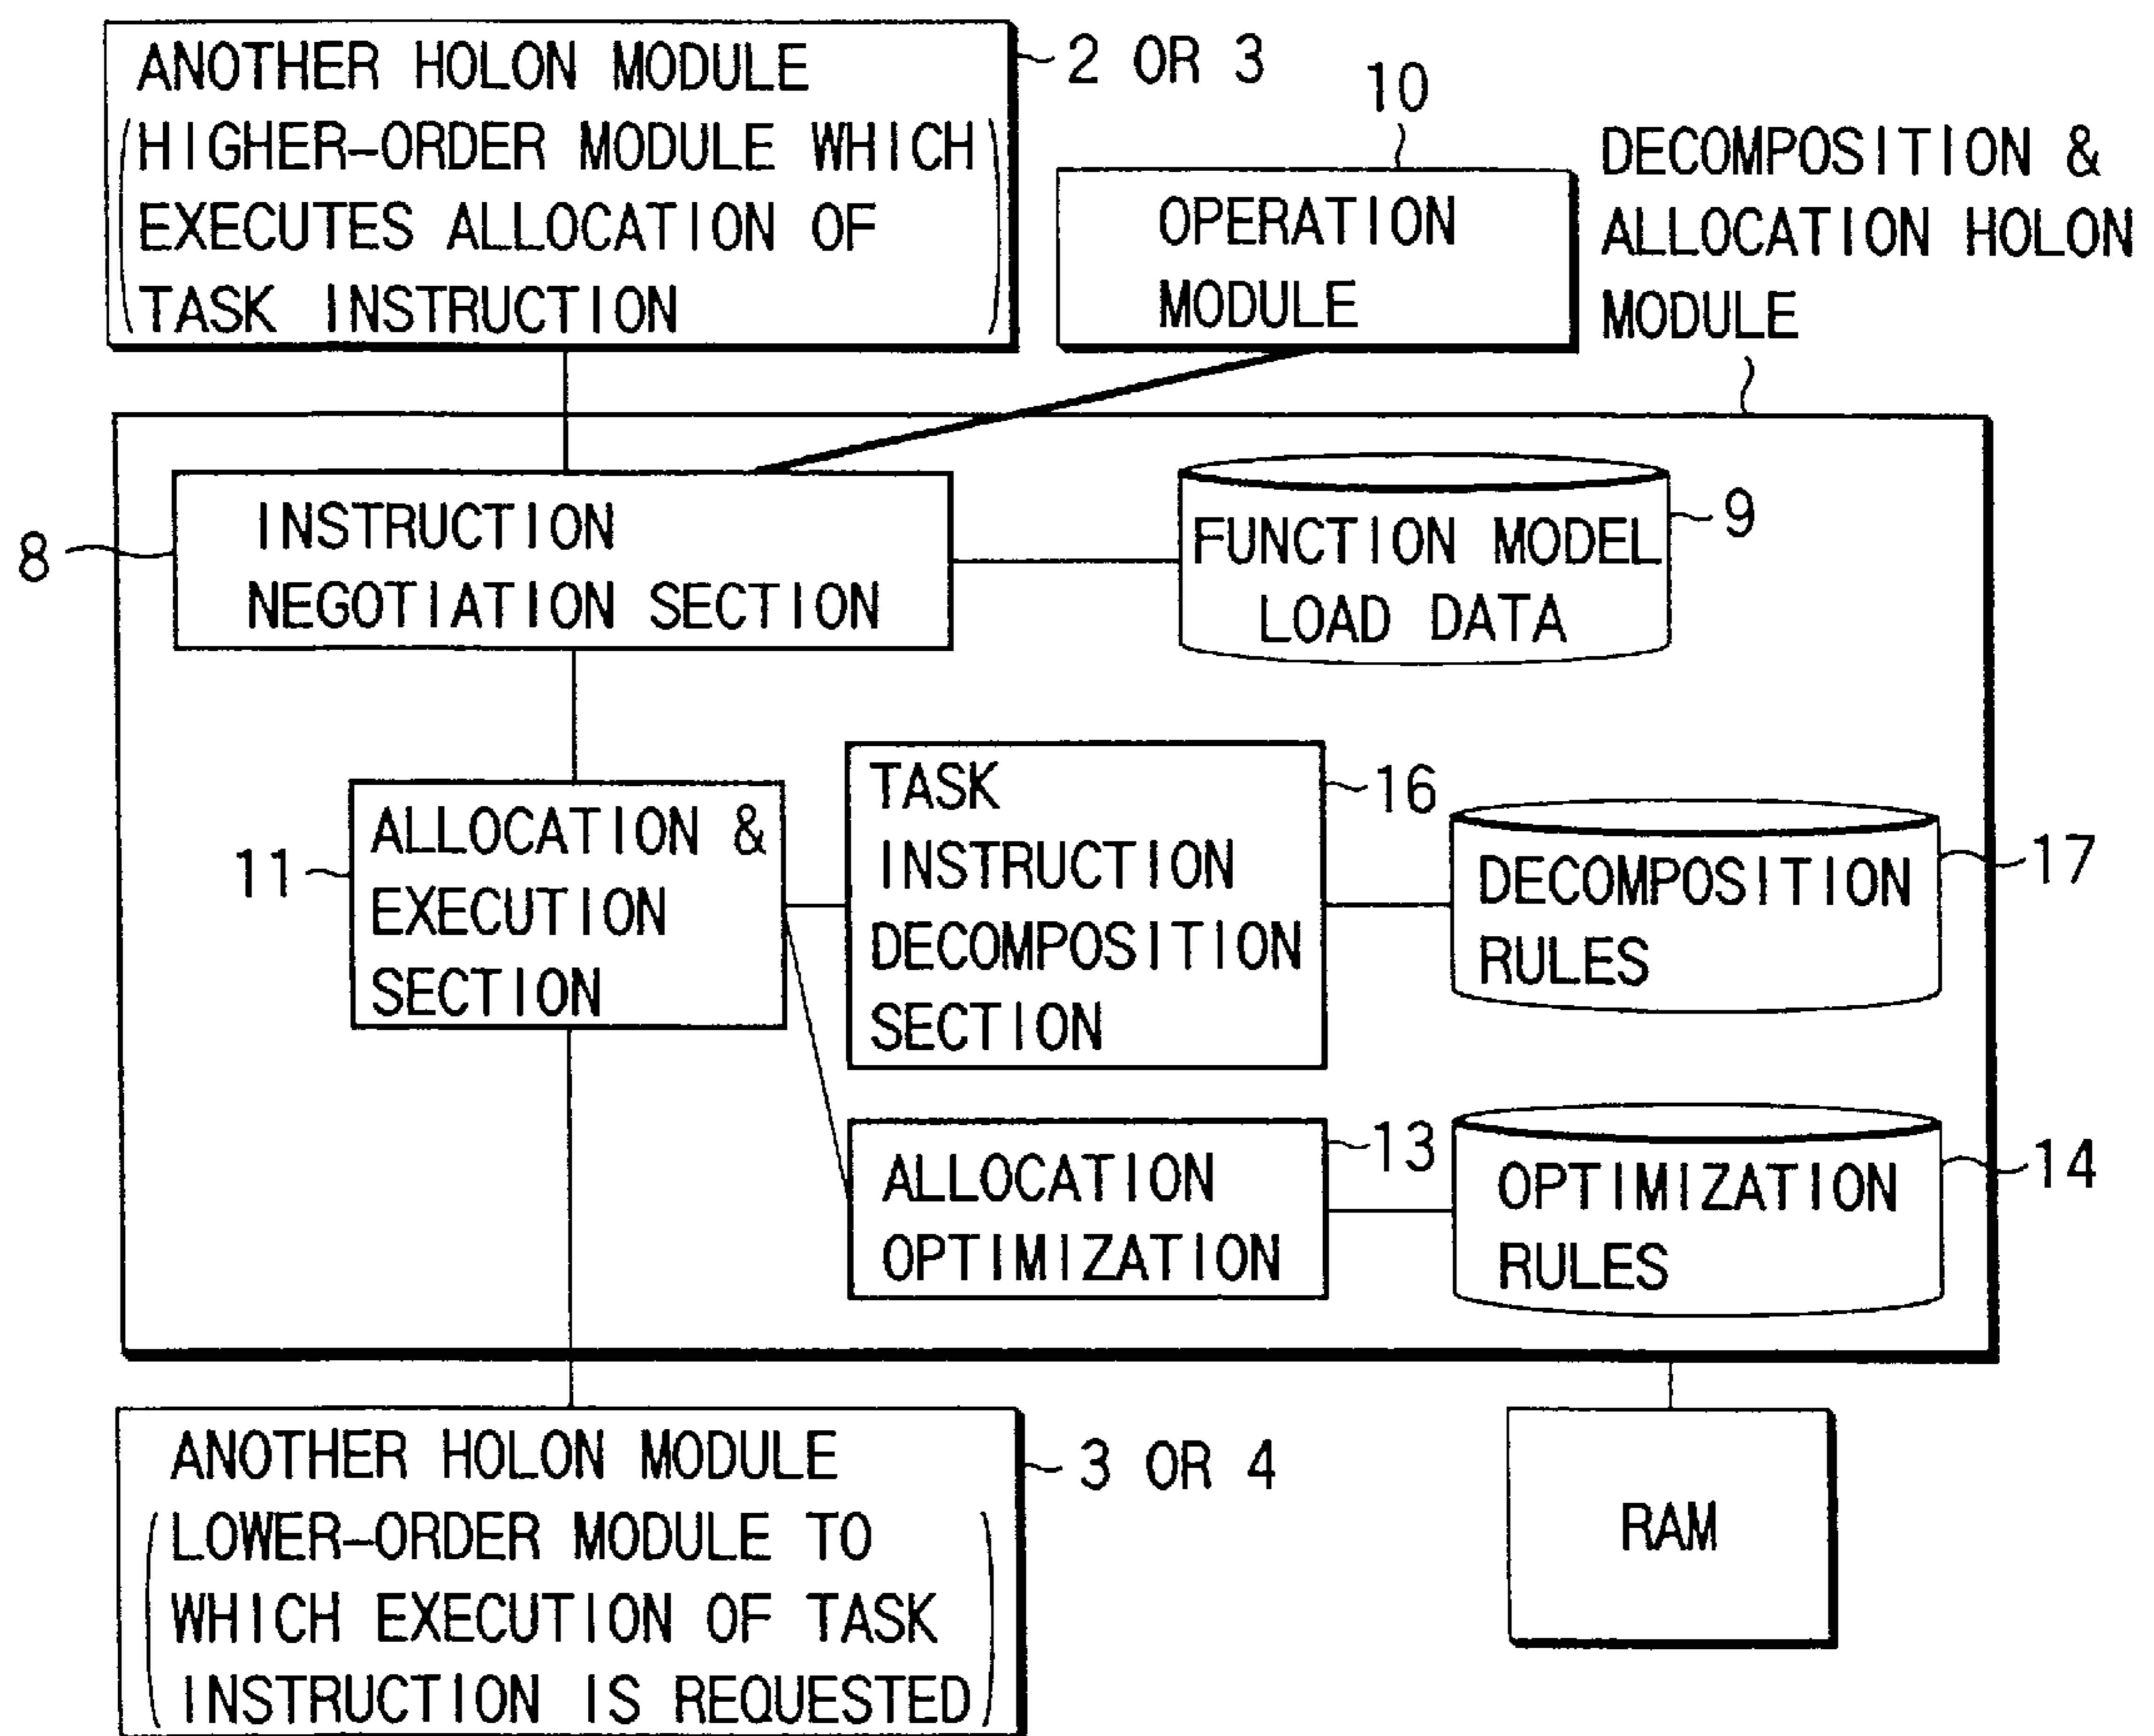 ANOTHER HOLON MODULE
(HIGHER-ORDER MODULE WHICH
EXECUTES ALLOCATION OF
TASK INSTRUCTION)
2 OR 3
10
OPERATION
MODULE
DECOMPOSITION &
ALLOCATION HOLON
MODULE
8
INSTRUCTION
NEGOTIATION SECTION
FUNCTION MODEL
LOAD DATA
9
11
ALLOCATION &
EXECUTION
SECTION
TASK
INSTRUCTION
DECOMPOSITION
SECTION
16
DECOMPOSITION
RULES
17
ALLOCATION
OPTIMIZATION
13
OPTIMIZATION
RULES
14
ANOTHER HOLON MODULE
(LOWER-ORDER MODULE TO
WHICH EXECUTION OF TASK
INSTRUCTION IS REQUESTED)
3 OR 4
RAM